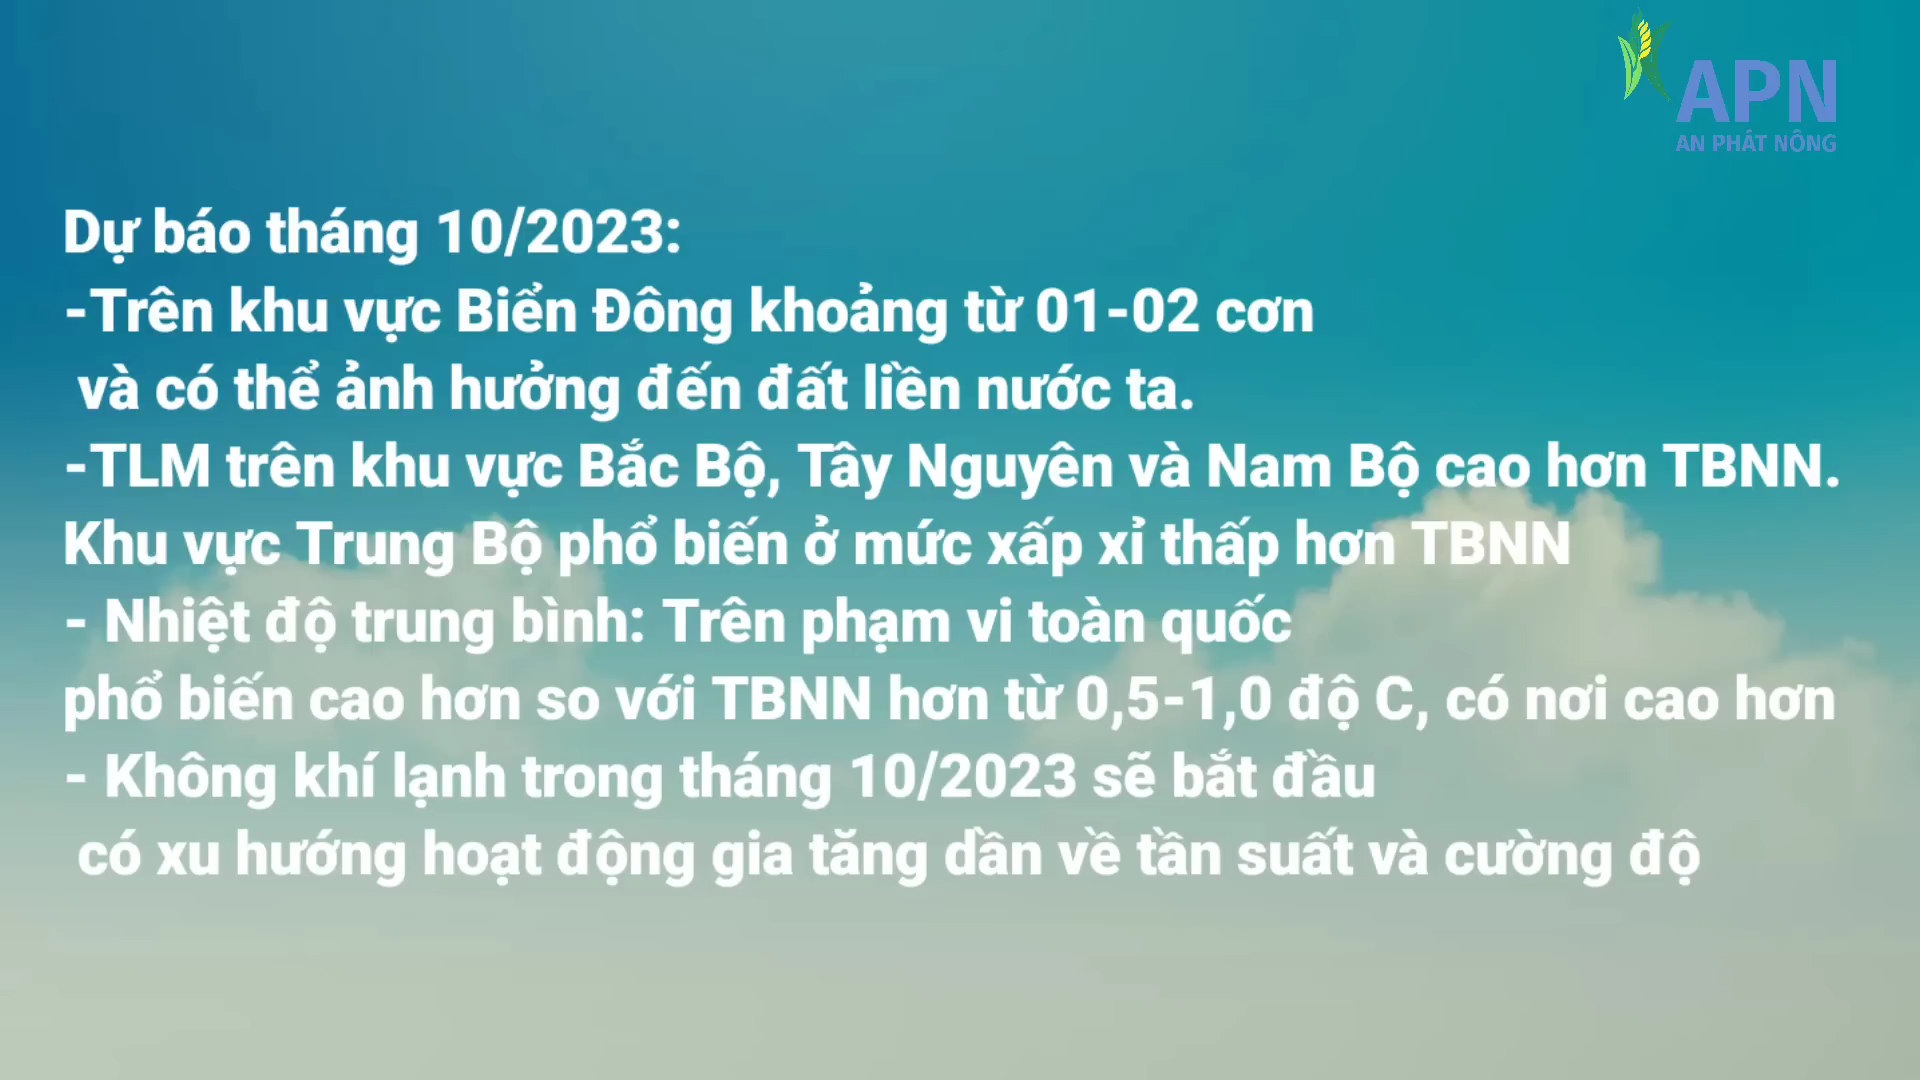 APN
AN PHÁT NÔNG
Dự báo tháng 10/2023:
-Trên khu vực Biển Đông khoảng từ 01-02 cơn
và có thể ảnh hưởng đến đất liền nước ta.
-TLM trên khu vực Bắc Bộ, Tây Nguyên và Nam Bộ cao hơn TBNN.
Khu vực Trung Bộ phổ biến ở mức xấp xỉ thấp hơn TBNN
- Nhiệt độ trung bình: Trên phạm vi toàn quốc
phổ biến cao hơn so với TBNN hơn từ 0,5-1,0 độ C, có nơi cao hơn
- Không khí lạnh trong tháng 10/2023 sẽ bắt đầu
có xu hướng hoạt động gia tăng dần về tần suất và cường độ